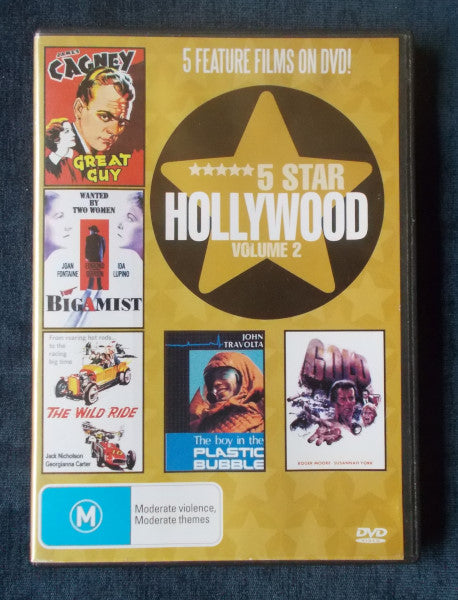 5 FEATURE FILMS ON DVD!
JAMES
CAGNEY
GREAT
GUY
5 STAR
HOLLYWOOD
VOLUME 2
WANTED BY
TWO WOMEN
JOAN
FONTAINE
EDMOND
O'BRIEN
IDA
LUPINO
The
BIGAMIST
From roaring hot rods...
to the
racing
big time
THE WILD RIDE
Jack Nicholson
Georgianna Carter
JOHN
TRAVOLTA
The boy in the
PLASTIC
BUBBLE
GOLD
ROGER MOORE SUSANNAH YORK
M
Moderate violence,
Moderate themes
DVD